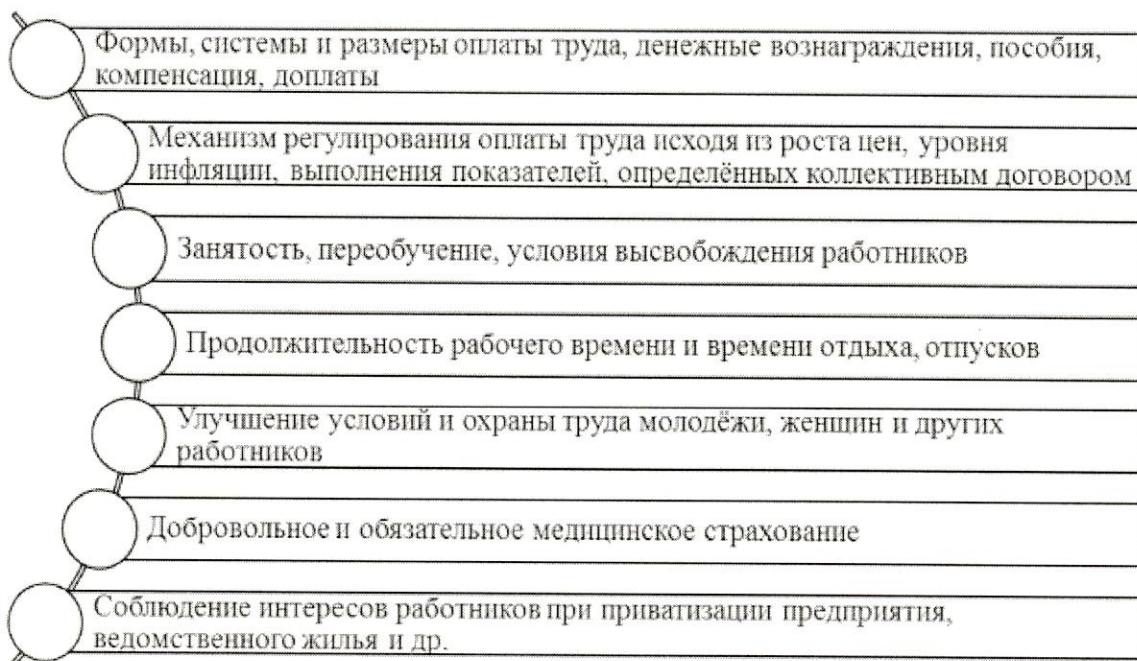 Формы, системы и размеры оплаты труда, денежные вознаграждения, пособия,
компенсация, доплаты
Механизм регулирования оплаты труда исходя из роста цен, уровня
инфляции, выполнения показателей, определённых коллективным договором
Занятость, переобучение, условия высвобождения работников
Продолжительность рабочего времени и времени отдыха, отпусков
Улучшение условий и охраны труда молодёжи, женщин и других
работников
Добровольное и обязательное медицинское страхование
Соблюдение интересов работников при приватизации предприятия,
ведомственного жилья и др.